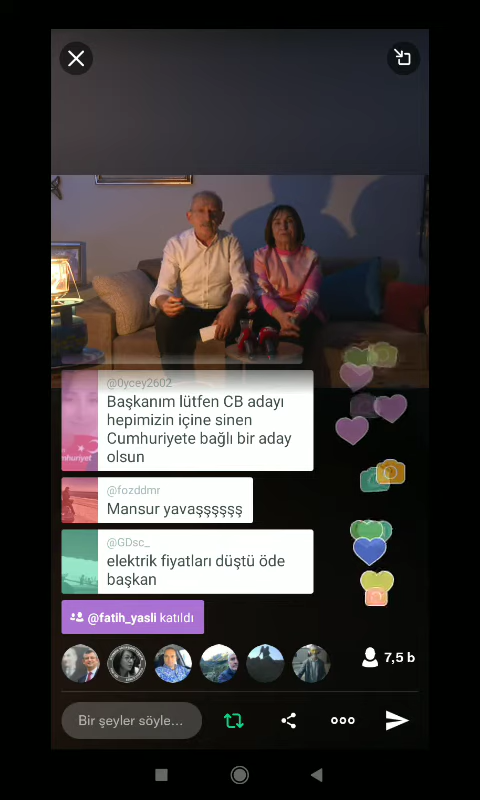 @0ycey2602
Başkanım lütfen CB adayı
hepimizin içine sinen
Cumhuriyete bağlı bir aday
olsun
@fozddmr
Mansur yavaşşşşşş
@GDsc_
elektrik fiyatları düştü öde
başkan
@fatih_yasli katıldı
7,5 b
Bir şeyler söyle...